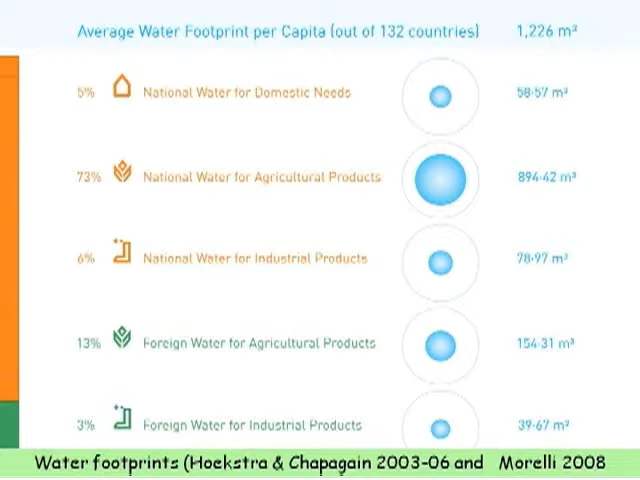 Average Water Footprint per Capita (out of 132 countries) 1,226 m³
5% National Water for Domestic Needs 58·57 m³
73% National Water for Agricultural Products 894·42 m³
6% National Water for Industrial Products 78·97 m³
13% Foreign Water for Agricultural Products 154·31 m³
3% Foreign Water for Industrial Products 39·67 m³
Water footprints (Hoekstra & Chapagain 2003-06 and Morelli 2008